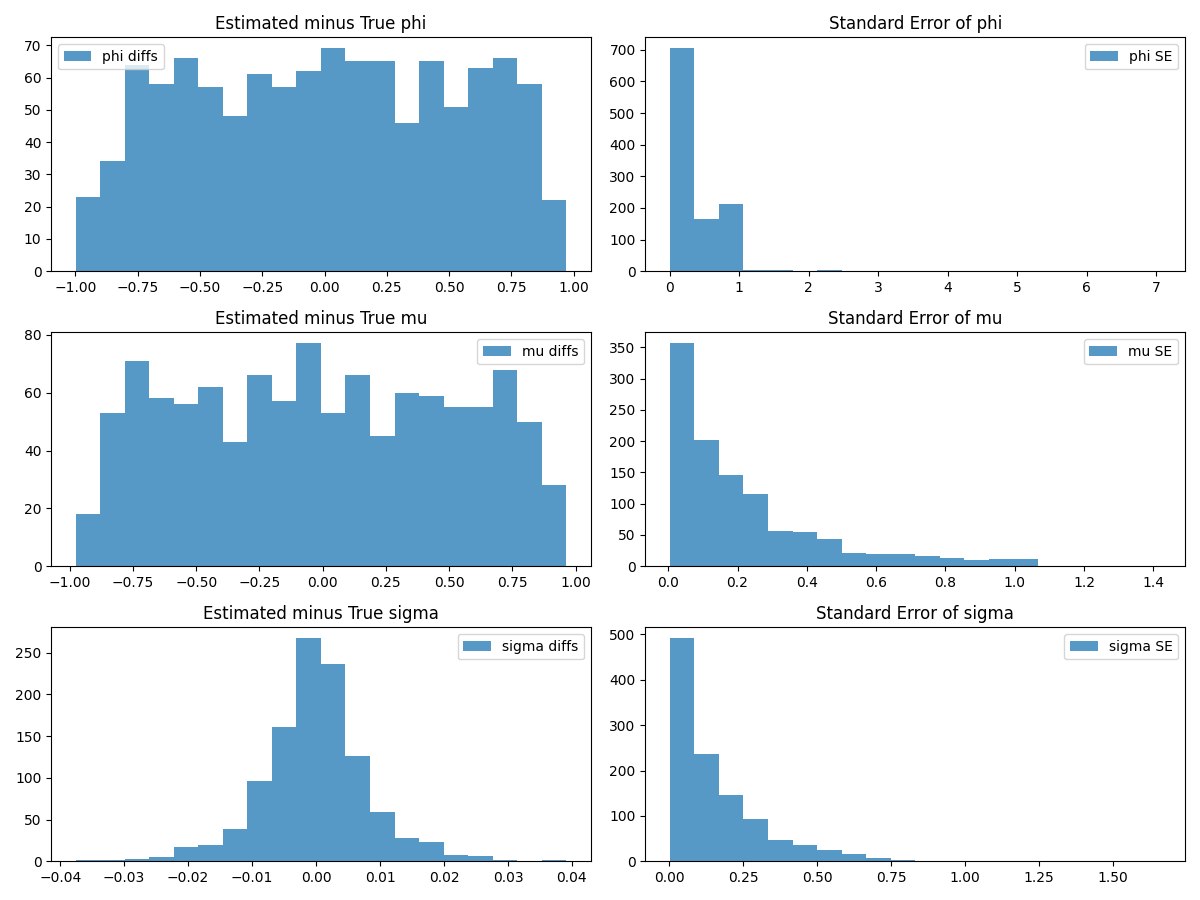 Estimated minus True phi
phi diffs
70
60
50
40
30
20
10
0
−1.00 −0.75 −0.50 −0.25 0.00 0.25 0.50 0.75 1.00
Standard Error of phi
phi SE
700
600
500
400
300
200
100
0
0 1 2 3 4 5 6 7
Estimated minus True mu
mu diffs
80
60
40
20
0
−1.00 −0.75 −0.50 −0.25 0.00 0.25 0.50 0.75 1.00
Standard Error of mu
mu SE
350
300
250
200
150
100
50
0
0.0 0.2 0.4 0.6 0.8 1.0 1.2 1.4
Estimated minus True sigma
sigma diffs
250
200
150
100
50
0
−0.04 −0.03 −0.02 −0.01 0.00 0.01 0.02 0.03 0.04
Standard Error of sigma
sigma SE
500
400
300
200
100
0
0.00 0.25 0.50 0.75 1.00 1.25 1.50